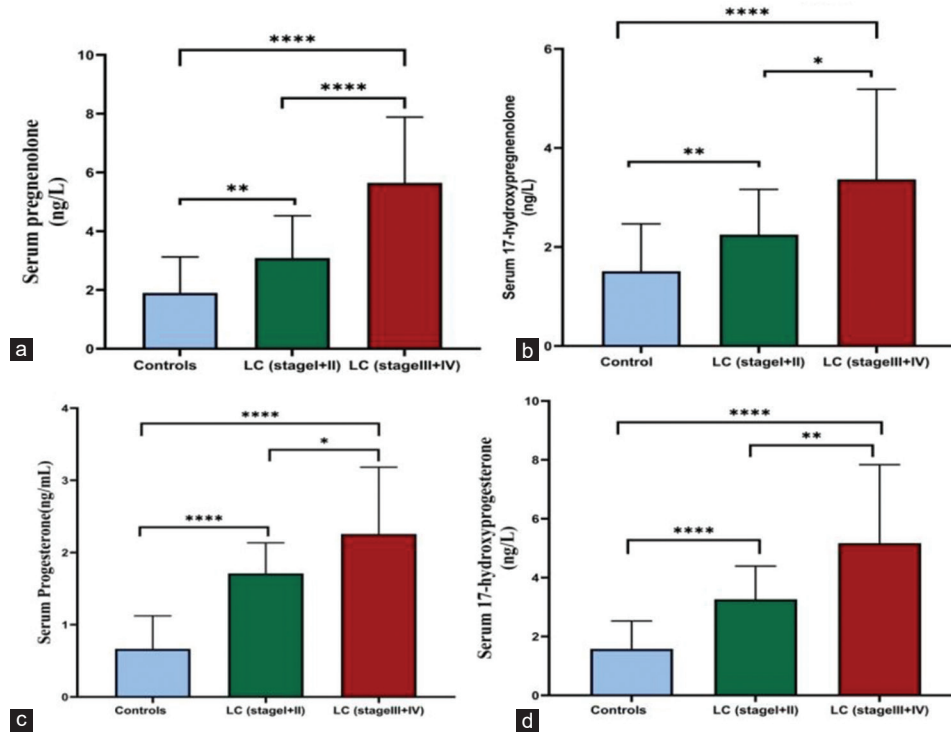 ****
****
**
10
8
6
4
2
0
Serum pregnenolone
(ng/L)
Controls LC (stageI+II) LC (stageIII+IV)
a
****
*
**
6
4
2
0
Serum 17-hydroxypregnenolone
(ng/L)
Control LC (stageI+II) LC (stageIII+IV)
b
****
*
****
4
3
2
1
0
Serum Progesterone(ng/mL)
Controls LC (stageI+II) LC (stageIII+IV)
c
****
**
****
10
8
6
4
2
0
Serum 17-hydroxyprogesterone
(ng/L)
Controls LC (stageI+II) LC (stageIII+IV)
d